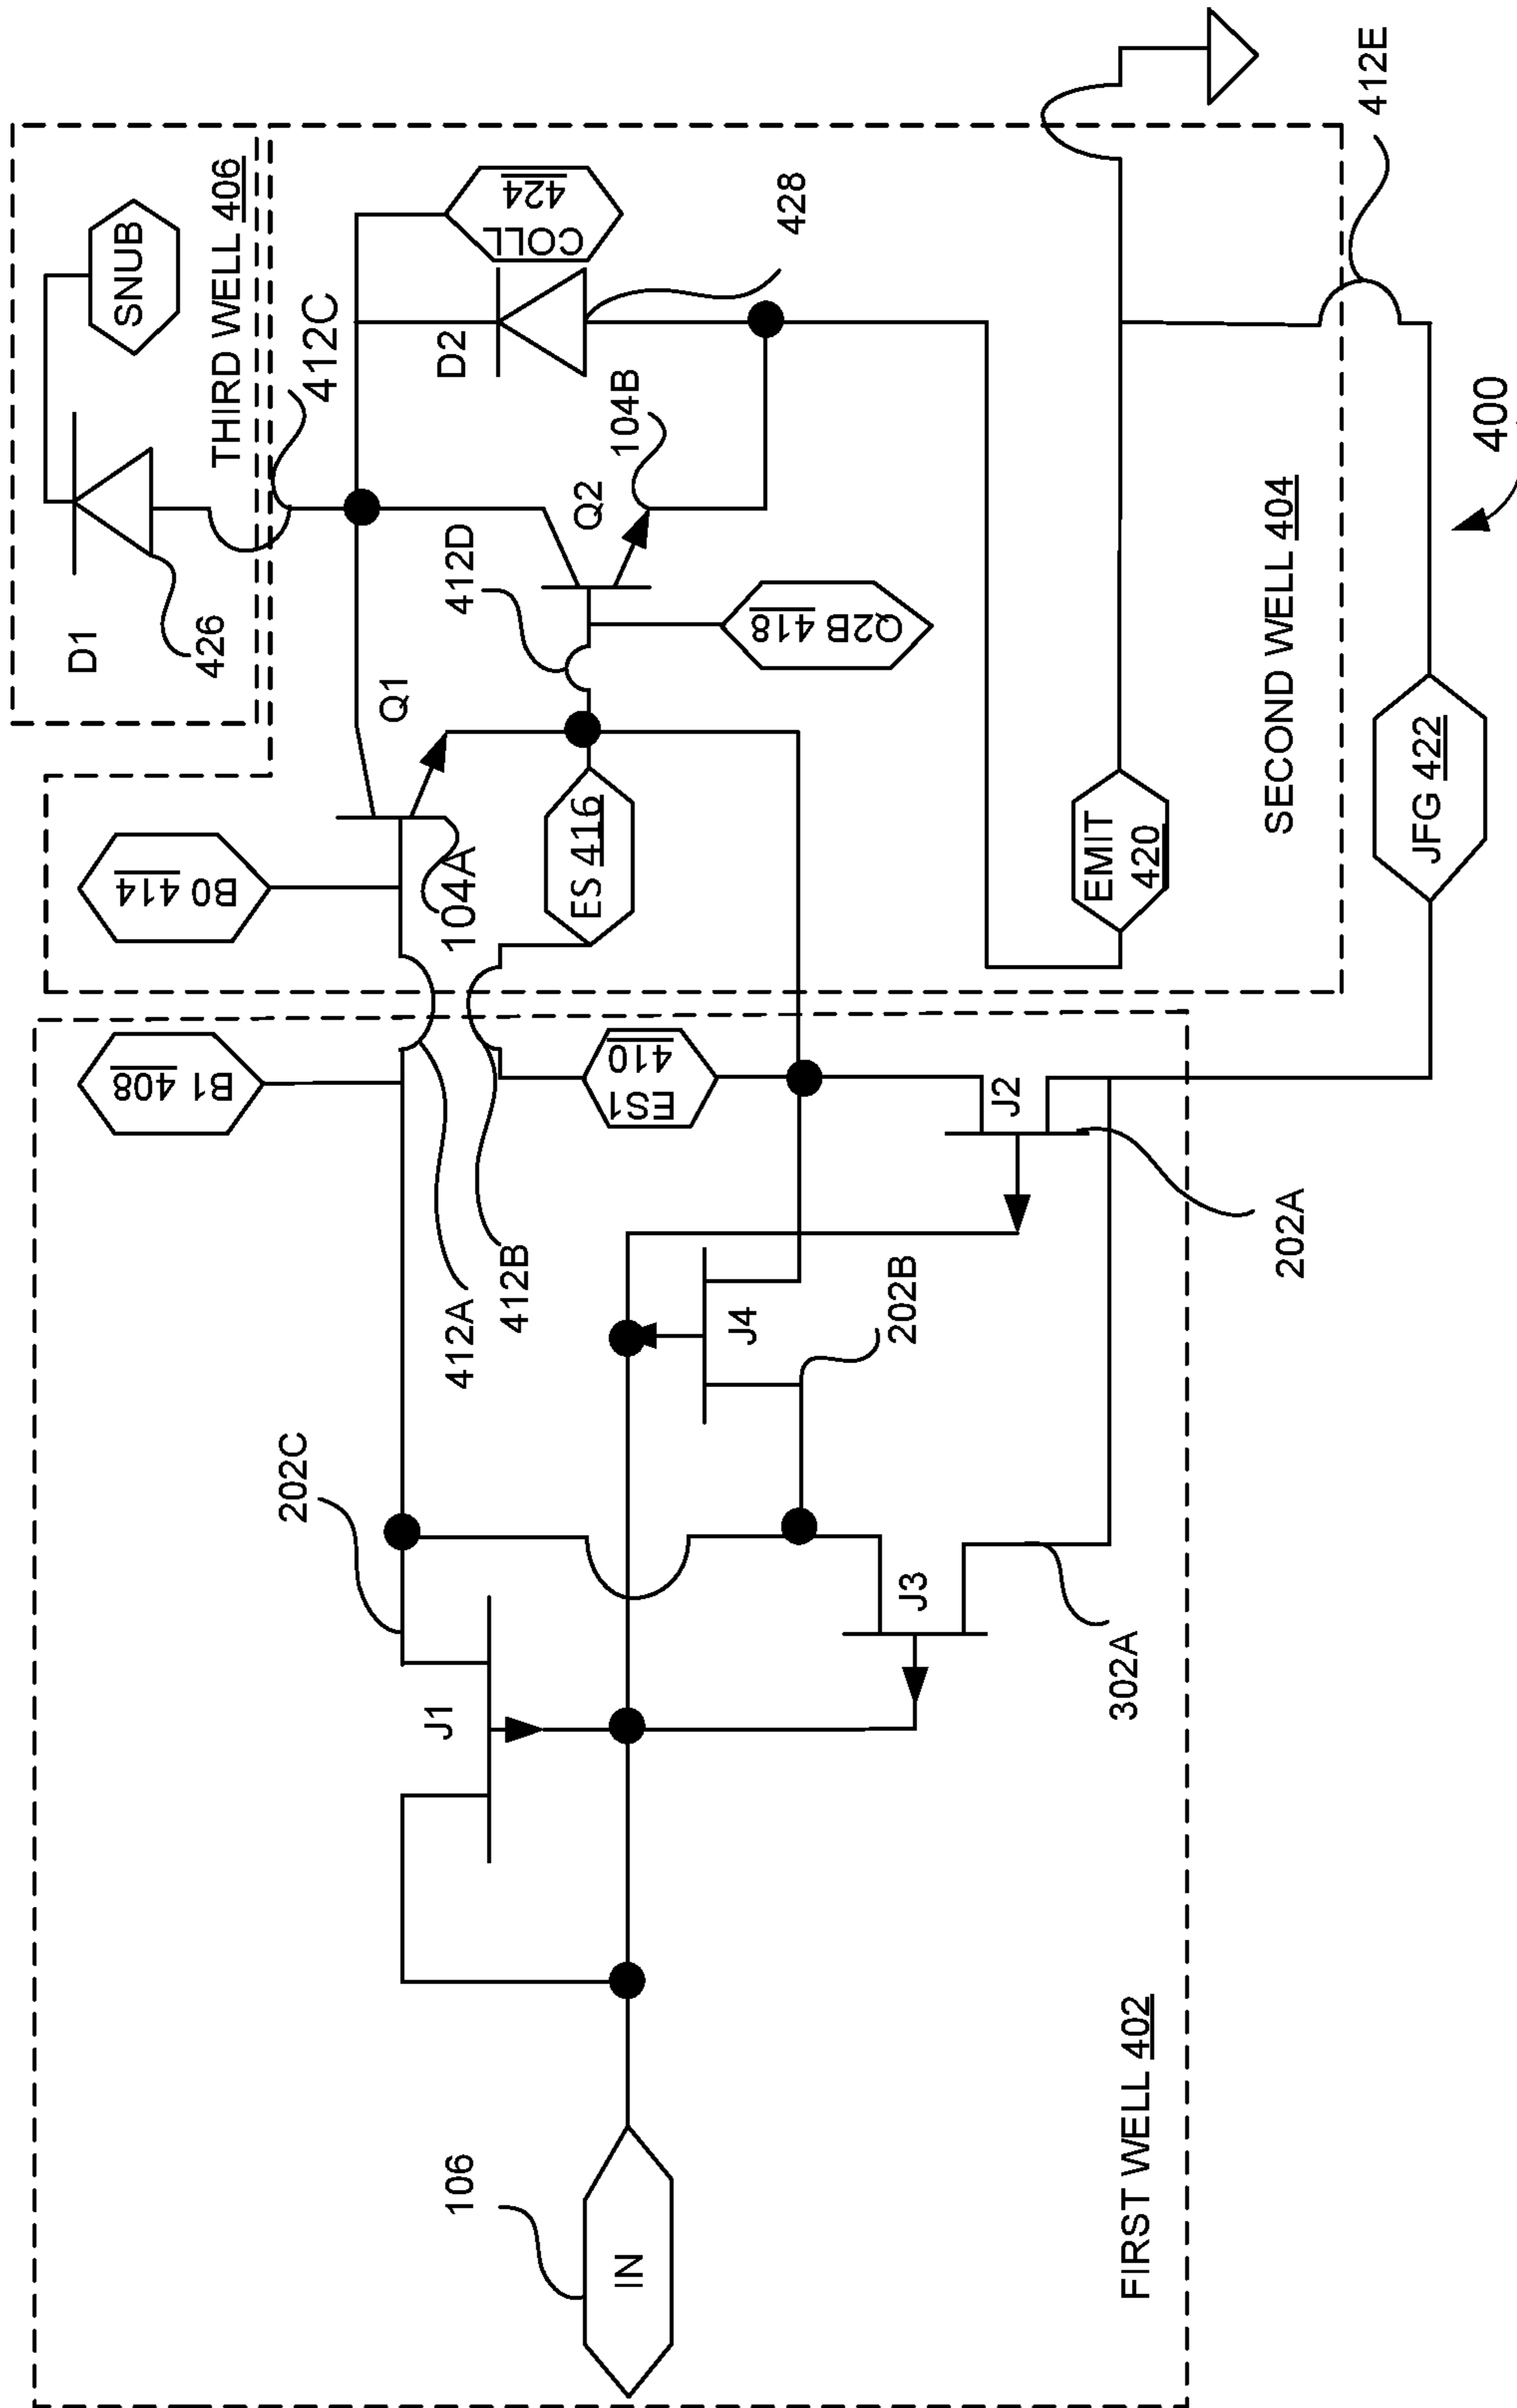 THIRD WELL 406
SNUB
D1
426
412C
COLL
424
428
D2
104B
Q2
412D
Q1
Q2B 418
B0 414
104A
ES 416
EMIT
420
SECOND WELL 404
412E
JFG 422
400
B1 408
ES1
410
412A
412B
J2
202A
J4
202B
202C
J1
J3
302A
106
IN
FIRST WELL 402